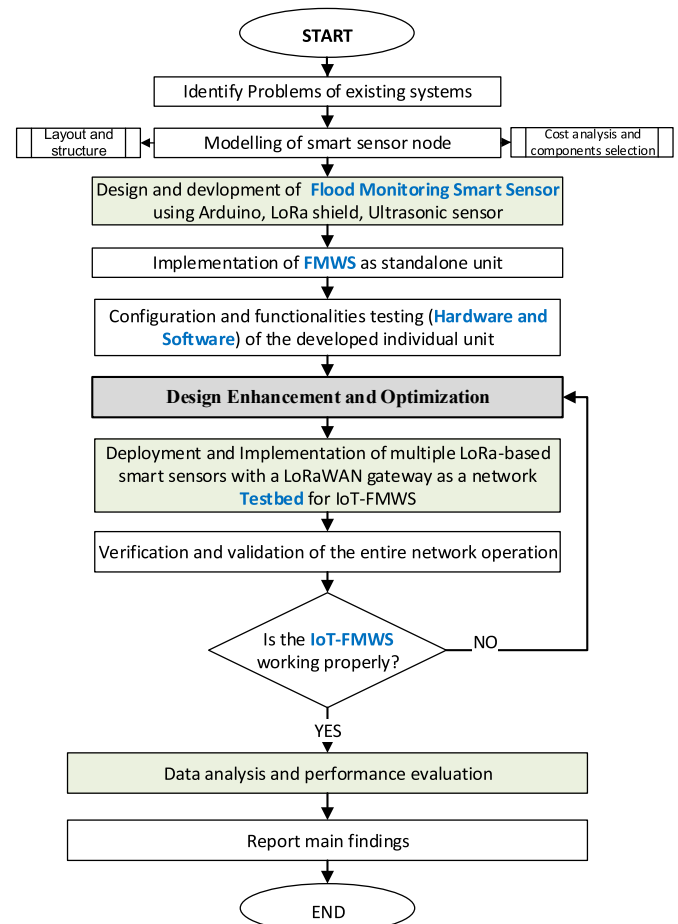 START
Identify Problems of existing systems
Layout and
structure
Modelling of smart sensor node
Cost analysis and
components selection
Design and devlopment of Flood Monitoring Smart Sensor
using Arduino, LoRa shield, Ultrasonic sensor
Implementation of FMWS as standalone unit
Configuration and functionalities testing (Hardware and
Software) of the developed individual unit
Design Enhancement and Optimization
Deployment and Implementation of multiple LoRa-based
smart sensors with a LoRaWAN gateway as a network
Testbed for IoT-FMWS
Verification and validation of the entire network operation
Is the IoT-FMWS
working properly?
NO
YES
Data analysis and performance evaluation
Report main findings
END